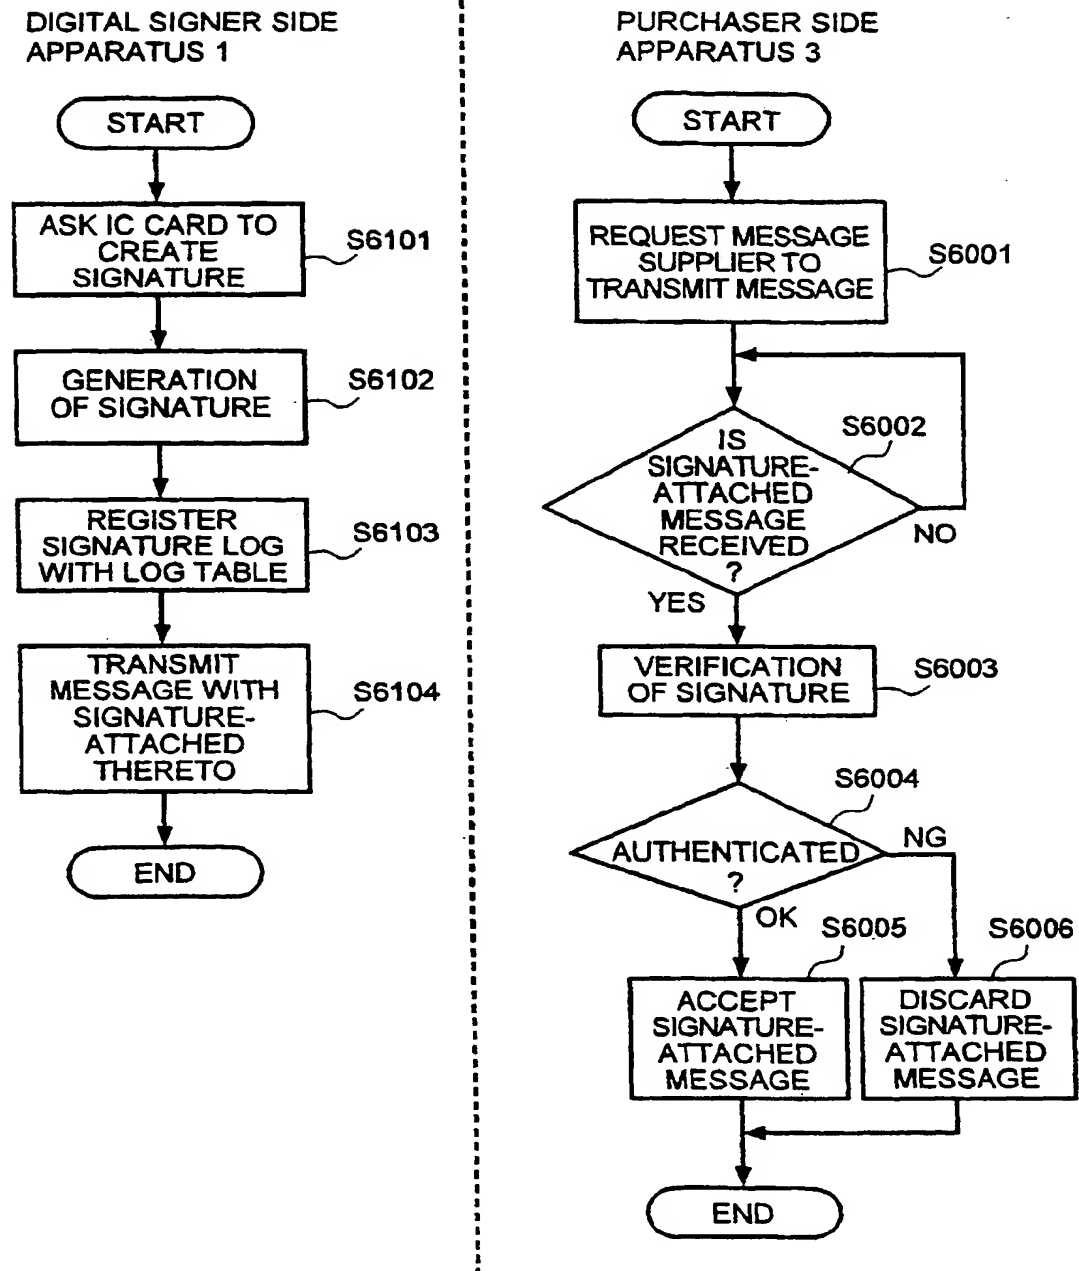 DIGITAL SIGNER SIDE
APPARATUS 1
START
ASK IC CARD TO
CREATE
SIGNATURE
S6101
GENERATION
OF SIGNATURE
S6102
REGISTER
SIGNATURE LOG
WITH LOG TABLE
S6103
TRANSMIT
MESSAGE WITH
SIGNATURE-
ATTACHED
THERETO
S6104
END
PURCHASER SIDE
APPARATUS 3
START
REQUEST MESSAGE
SUPPLIER TO
TRANSMIT MESSAGE
S6001
IS
SIGNATURE-
ATTACHED
MESSAGE
RECEIVED
?
S6002
NO
YES
VERIFICATION
OF SIGNATURE
S6003
AUTHENTICATED
?
S6004
NG
OK
ACCEPT
SIGNATURE-
ATTACHED
MESSAGE
S6005
DISCARD
SIGNATURE-
ATTACHED
MESSAGE
S6006
END